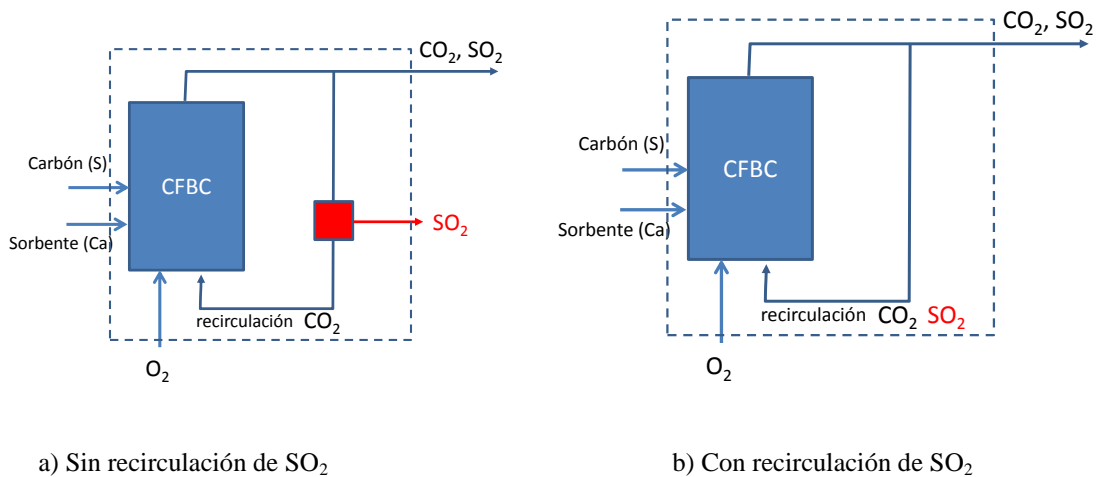 CO₂, SO₂
Carbón (S)
CFBC
Sorbente (Ca)
SO₂
recirculación CO₂
O₂
a) Sin recirculación de SO₂
CO₂, SO₂
Carbón (S)
CFBC
Sorbente (Ca)
recirculación CO₂ SO₂
O₂
b) Con recirculación de SO₂